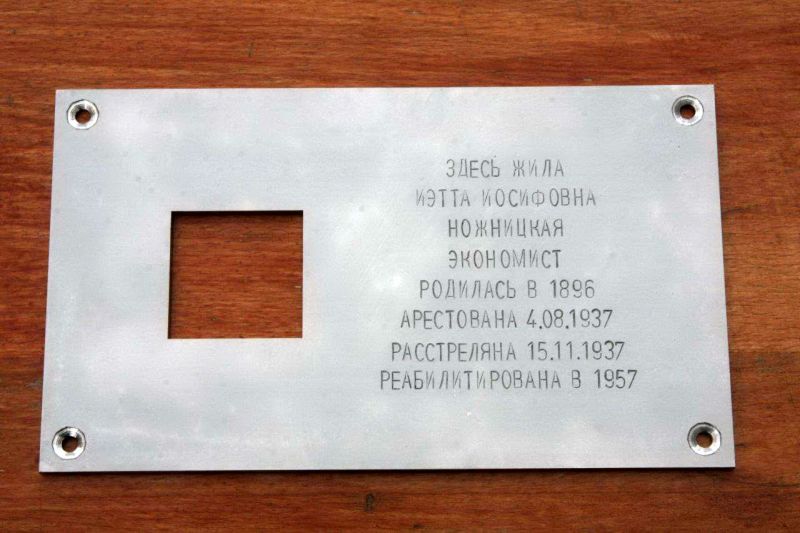 ЗДЕСЬ ЖИЛА
ИЭТТА ИОСИФОВНА
НОЖНИЦКАЯ
ЭКОНОМИСТ
РОДИЛАСЬ В 1896
АРЕСТОВАНА 4.08.1937
РАССТРЕЛЯНА 15.11.1937
РЕАБИЛИТИРОВАНА В 1957